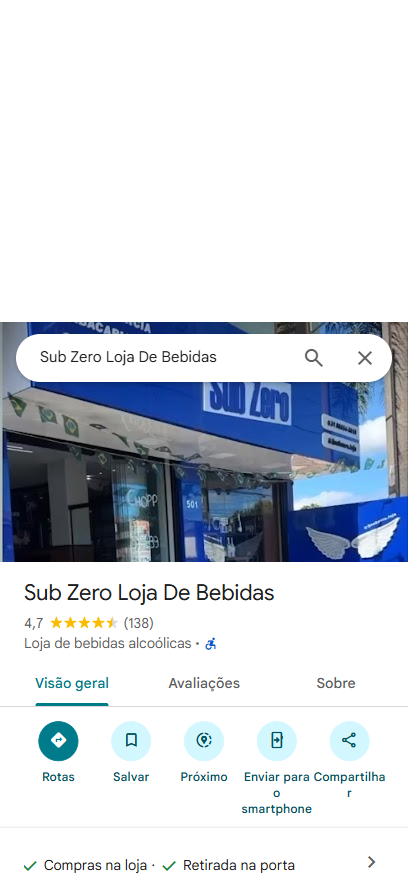 Sub Zero Loja De Bebidas
Sub Zero
CHOPP
501
Sub Zero Loja De Bebidas
4,7 (138)
Loja de bebidas alcoólicas ·
Visão geral
Avaliações
Sobre
Rotas
Salvar
Próximo
Enviar para
o
smartphone
Compartilha
r
Compras na loja · Retirada na porta